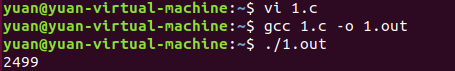 yuan@yuan-virtual-machine:~$ vi 1.c
yuan@yuan-virtual-machine:~$ gcc 1.c -o 1.out
yuan@yuan-virtual-machine:~$ ./1.out
2499